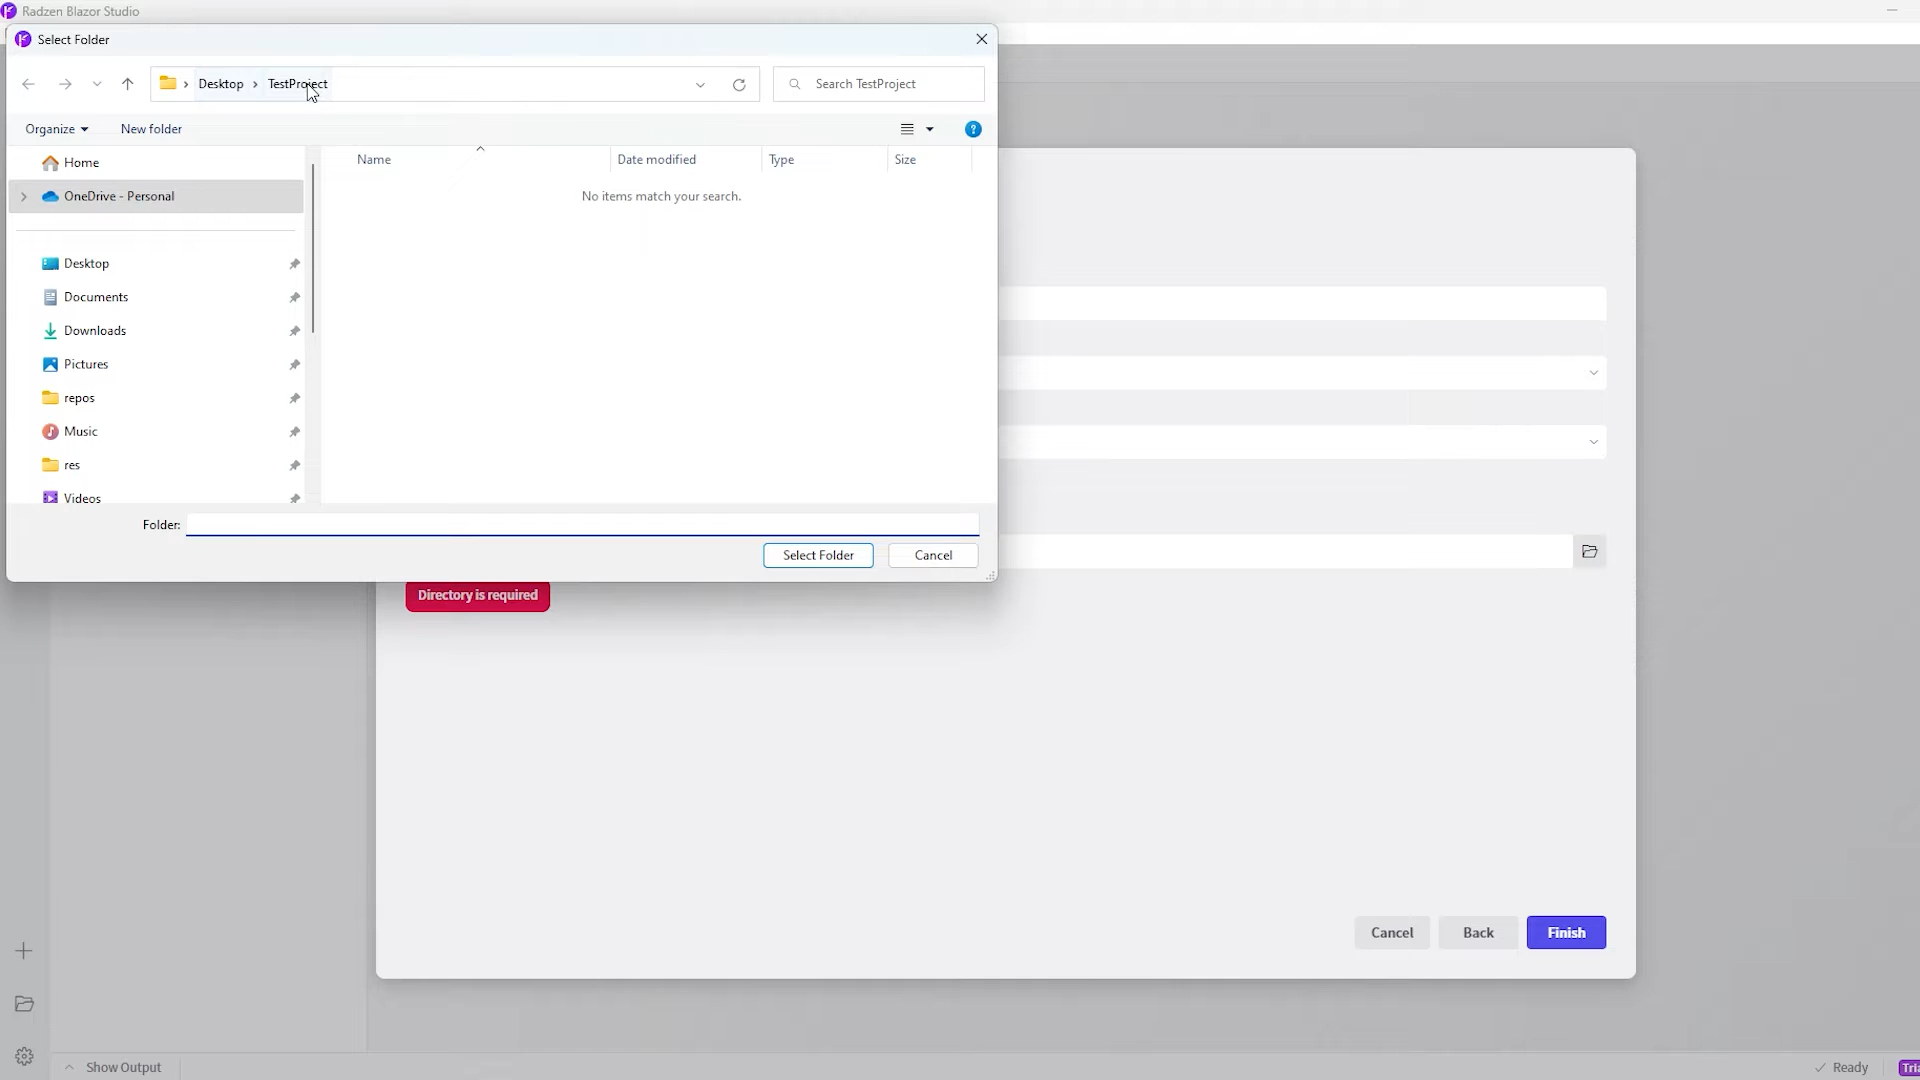 Radzen Blazor Studio
Select Folder
Desktop TestProject
Search TestProject
Organize
New folder
Name
Date modified
Type
Size
Home
OneDrive - Personal
No items match your search.
Desktop
Documents
Downloads
Pictures
repos
Music
res
Videos
Folder:
Select Folder
Cancel
Directory is required
Cancel
Back
Finish
Show Output
Ready